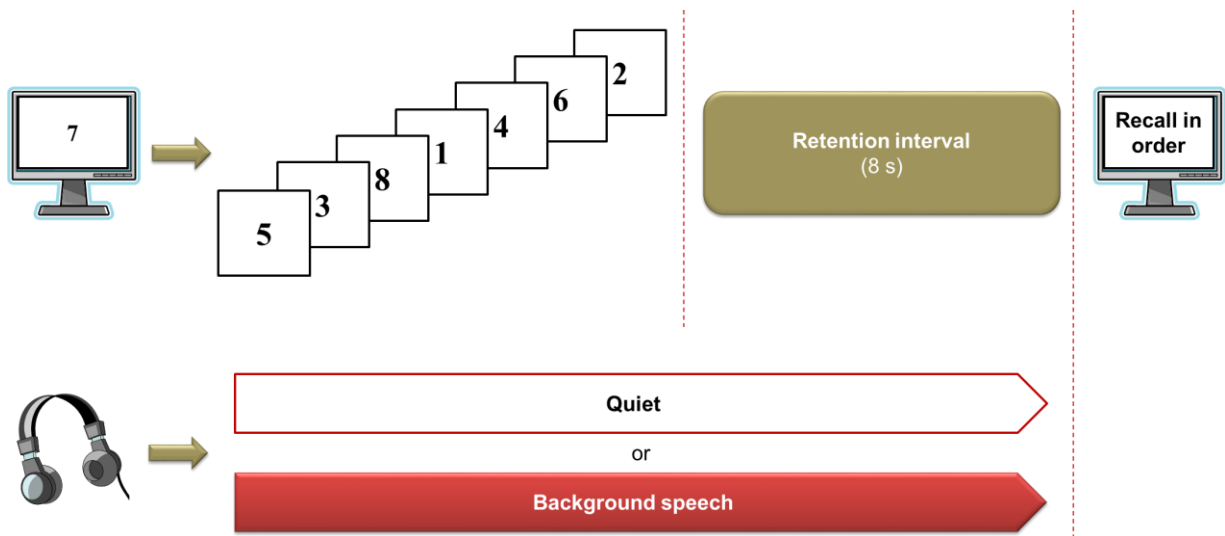 7
5
3
8
1
4
6
2
Retention interval
(8 s)
Recall in
order
Quiet
or
Background speech